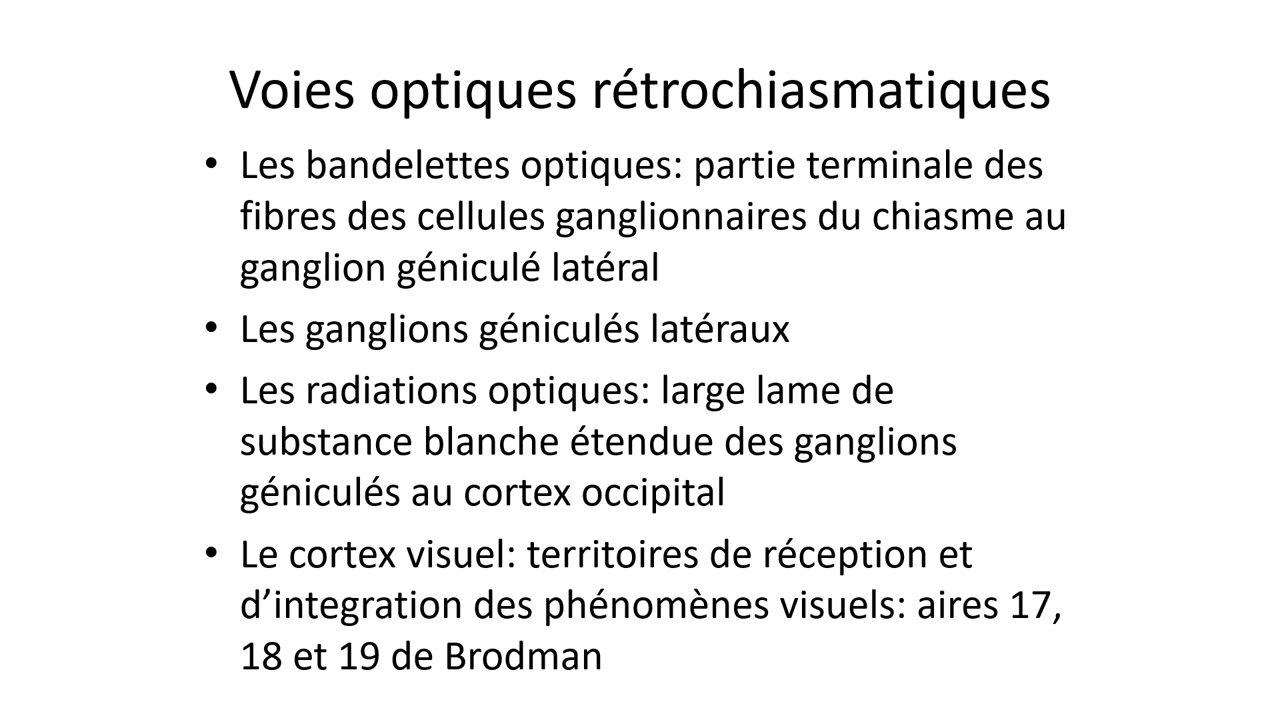 Voies optiques rétrochiasmatiques
• Les bandelettes optiques: partie terminale des
fibres des cellules ganglionnaires du chiasme au
ganglion géniculé latéral
• Les ganglions géniculés latéraux
• Les radiations optiques: large lame de
substance blanche étendue des ganglions
géniculés au cortex occipital
• Le cortex visuel: territoires de réception et
d’integration des phénomènes visuels: aires 17,
18 et 19 de Brodman